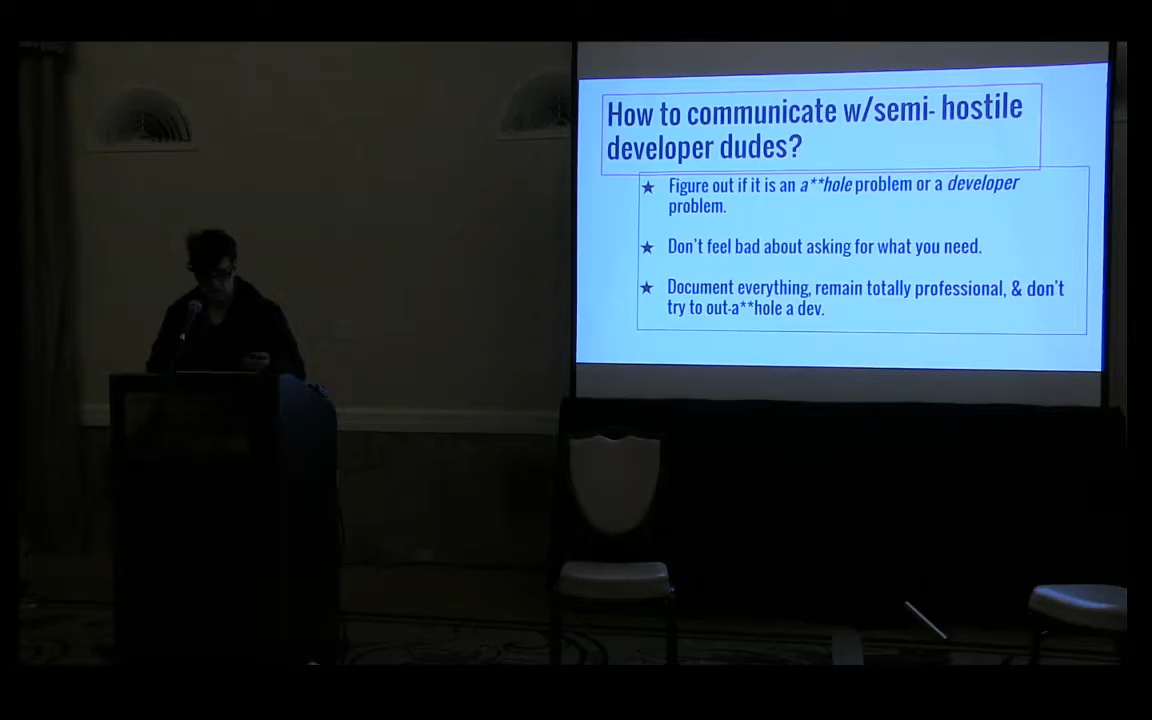 How to communicate w/semi- hostile
developer dudes?
★ Figure out if it is an a**hole problem or a developer
problem.
★ Don't feel bad about asking for what you need.
★ Document everything, remain totally professional, & don't
try to out-a**hole a dev.